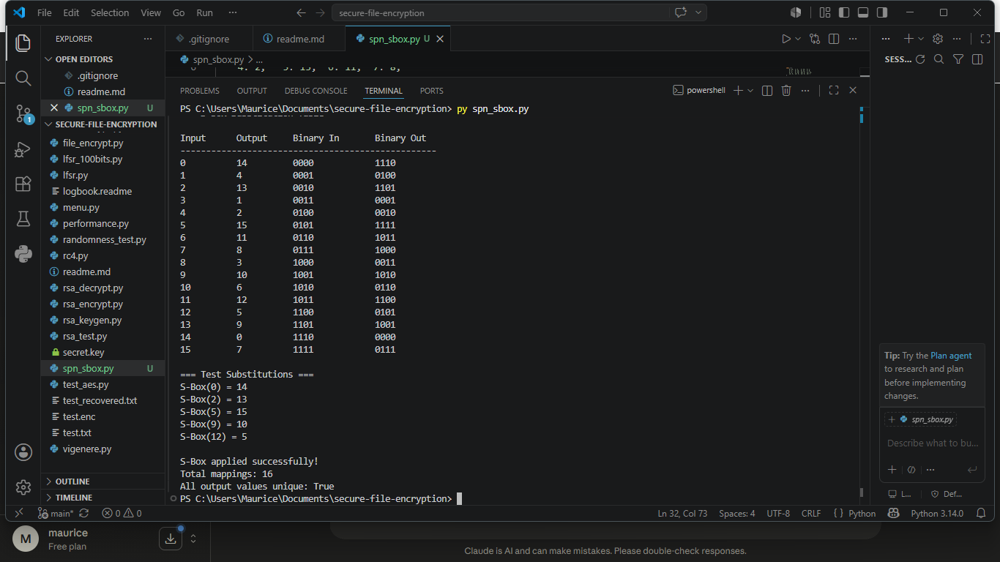 File Edit Selection View Go Run ··· secure-file-encryption
EXPLORER ···
OPEN EDITORS
.gitignore
readme.md
spn_sbox.py U
SECURE-FILE-ENCRYPTION
file_encrypt.py
lfsr_100bits.py
lfsr.py
logbook.readme
menu.py
performance.py
randomness_test.py
rc4.py
readme.md
rsa_decrypt.py
rsa_encrypt.py
rsa_keygen.py
rsa_test.py
secret.key
spn_sbox.py U
test_aes.py
test_recovered.txt
test.enc
test.txt
vigenere.py
OUTLINE
TIMELINE
1
.gitignore readme.md spn_sbox.py U
spn_sbox.py > ...
PROBLEMS OUTPUT DEBUG CONSOLE TERMINAL PORTS powershell
PS C:\Users\Maurice\Documents\secure-file-encryption> py spn_sbox.py
Input Output Binary In Binary Out
--------------------------------------------------
0 14 0000 1110
1 4 0001 0100
2 13 0010 1101
3 1 0011 0001
4 2 0100 0010
5 15 0101 1111
6 11 0110 1011
7 8 0111 1000
8 3 1000 0011
9 10 1001 1010
10 6 1010 0110
11 12 1011 1100
12 5 1100 0101
13 9 1101 1001
14 0 1110 0000
15 7 1111 0111
=== Test Substitutions ===
S-Box(0) = 14
S-Box(2) = 13
S-Box(5) = 15
S-Box(9) = 10
S-Box(12) = 5
S-Box applied successfully!
Total mappings: 16
All output values unique: True
PS C:\Users\Maurice\Documents\secure-file-encryption>
SESS...
Tip: Try the Plan agent
to research and plan
before implementing
changes.
spn_sbox.py
Describe what to bu...
L... Def...
main* 0 0 Ln 32, Col 73 Spaces: 4 UTF-8 CRLF { } Python Python 3.14.0
M
maurice
Free plan
Claude is AI and can make mistakes. Please double-check responses.